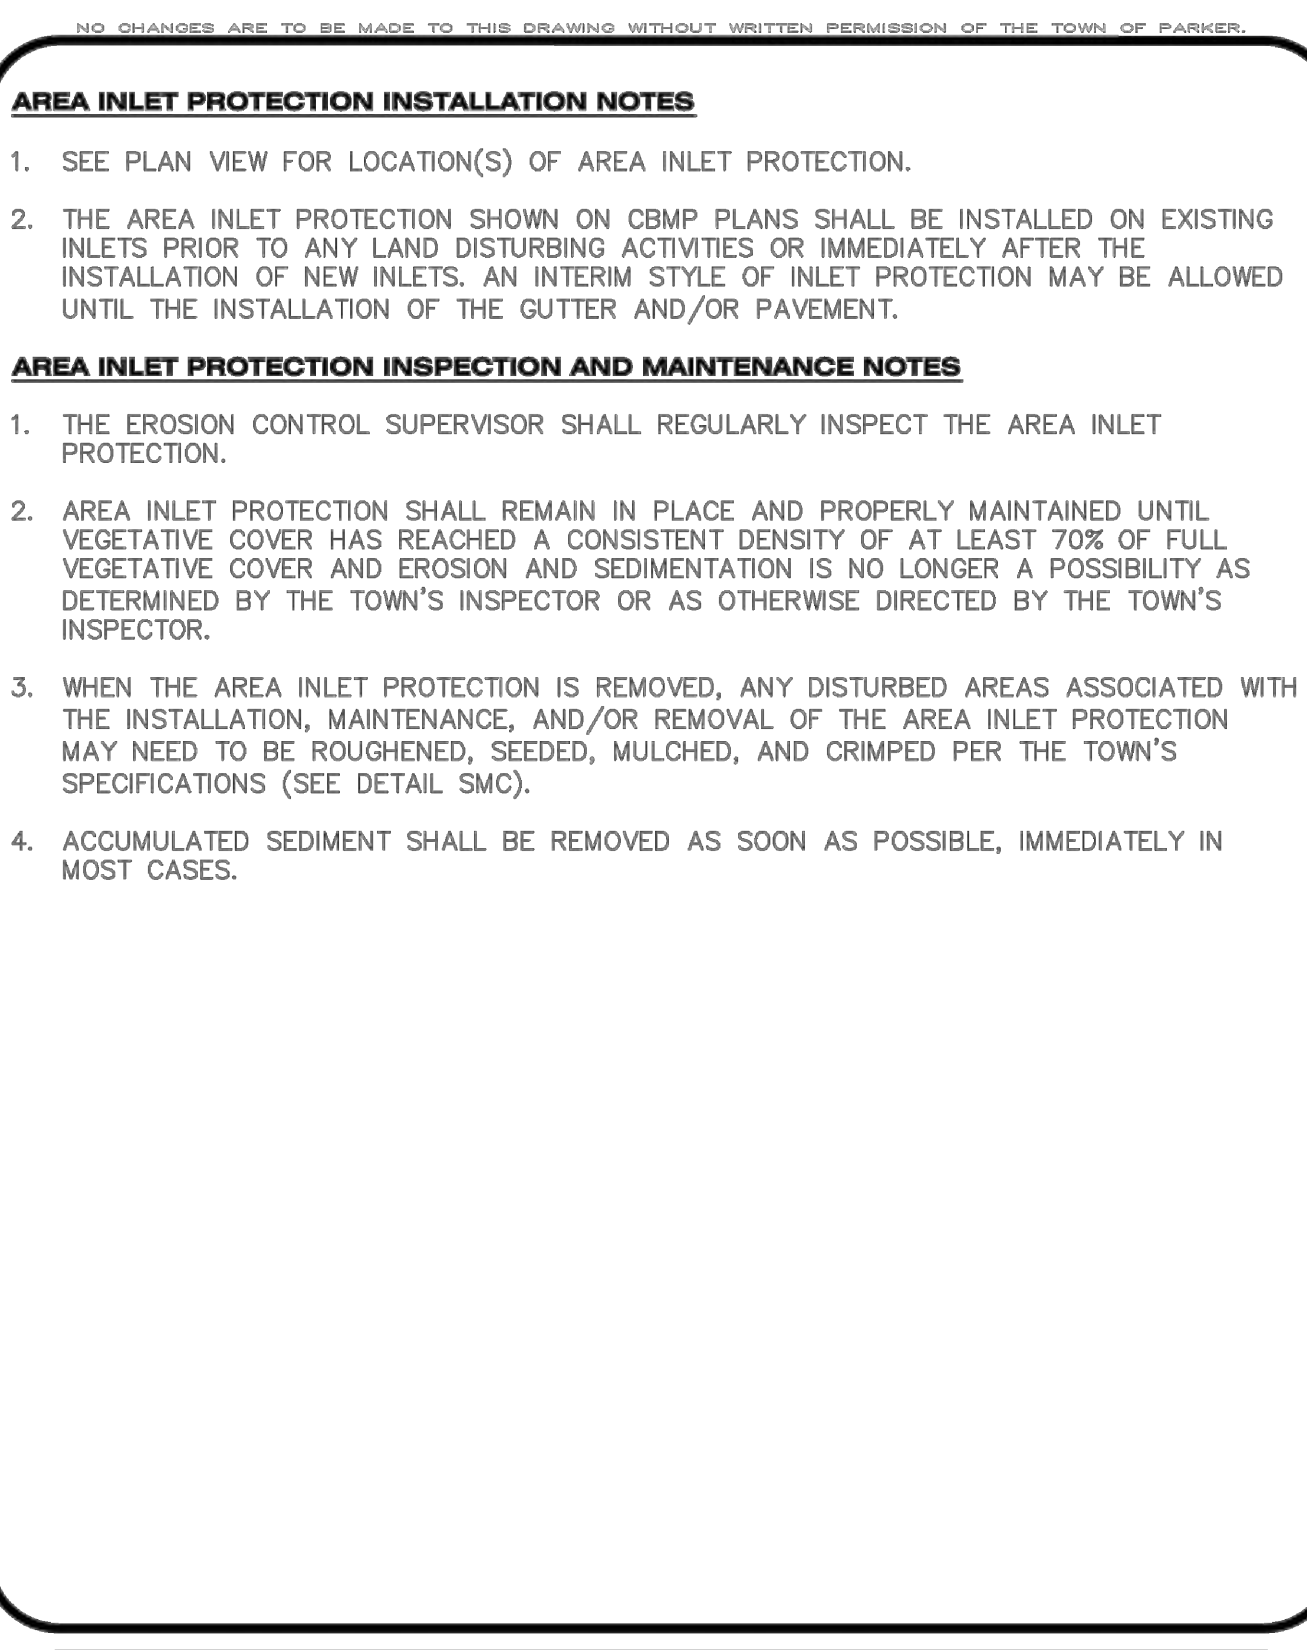 NO CHANGES ARE TO BE MADE TO THIS DRAWING WITHOUT WRITTEN PERMISSION OF THE TOWN OF PARKER.
AREA INLET PROTECTION INSTALLATION NOTES
1. SEE PLAN VIEW FOR LOCATION(S) OF AREA INLET PROTECTION.
2. THE AREA INLET PROTECTION SHOWN ON CBMP PLANS SHALL BE INSTALLED ON EXISTING
INLETS PRIOR TO ANY LAND DISTURBING ACTIVITIES OR IMMEDIATELY AFTER THE
INSTALLATION OF NEW INLETS. AN INTERIM STYLE OF INLET PROTECTION MAY BE ALLOWED
UNTIL THE INSTALLATION OF THE GUTTER AND/OR PAVEMENT.
AREA INLET PROTECTION INSPECTION AND MAINTENANCE NOTES
1. THE EROSION CONTROL SUPERVISOR SHALL REGULARLY INSPECT THE AREA INLET
PROTECTION.
2. AREA INLET PROTECTION SHALL REMAIN IN PLACE AND PROPERLY MAINTAINED UNTIL
VEGETATIVE COVER HAS REACHED A CONSISTENT DENSITY OF AT LEAST 70% OF FULL
VEGETATIVE COVER AND EROSION AND SEDIMENTATION IS NO LONGER A POSSIBILITY AS
DETERMINED BY THE TOWN'S INSPECTOR OR AS OTHERWISE DIRECTED BY THE TOWN'S
INSPECTOR.
3. WHEN THE AREA INLET PROTECTION IS REMOVED, ANY DISTURBED AREAS ASSOCIATED WITH
THE INSTALLATION, MAINTENANCE, AND/OR REMOVAL OF THE AREA INLET PROTECTION
MAY NEED TO BE ROUGHENED, SEEDED, MULCHED, AND CRIMPED PER THE TOWN'S
SPECIFICATIONS (SEE DETAIL SMC).
4. ACCUMULATED SEDIMENT SHALL BE REMOVED AS SOON AS POSSIBLE, IMMEDIATELY IN
MOST CASES.